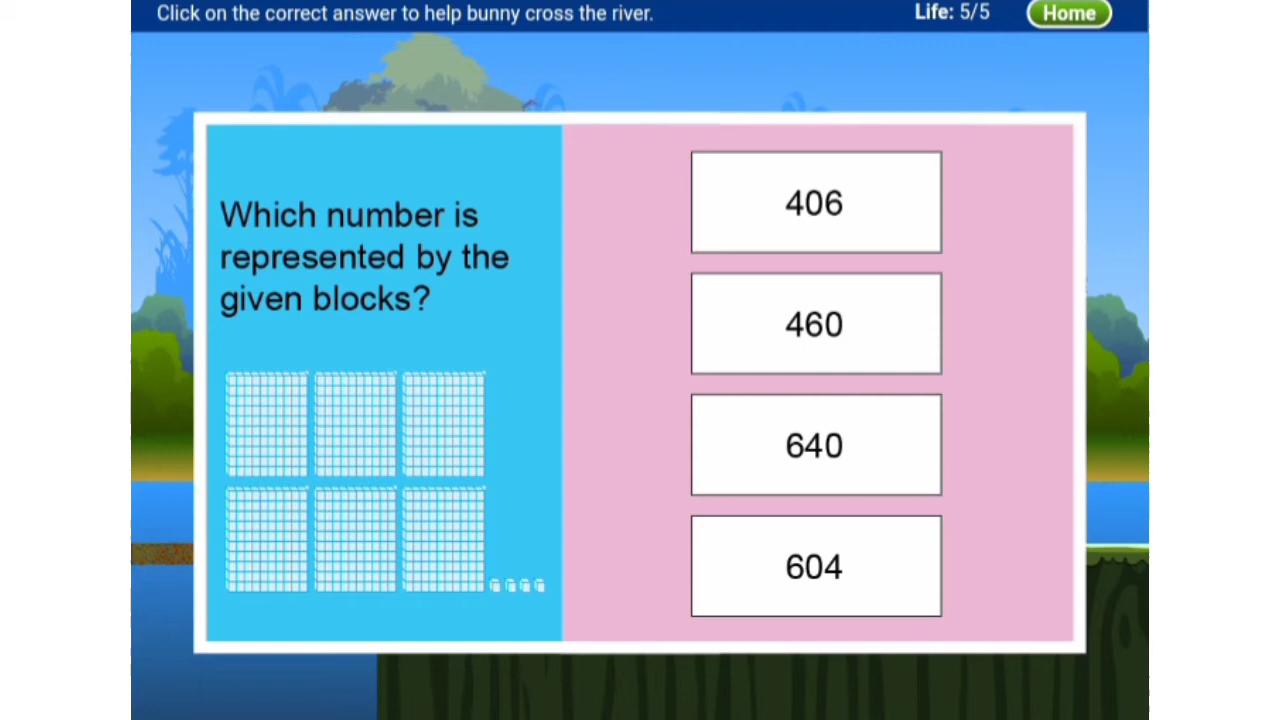 Click on the correct answer to help bunny cross the river.
Life: 5/5
Home
Which number is
represented by the
given blocks?
406
460
640
604